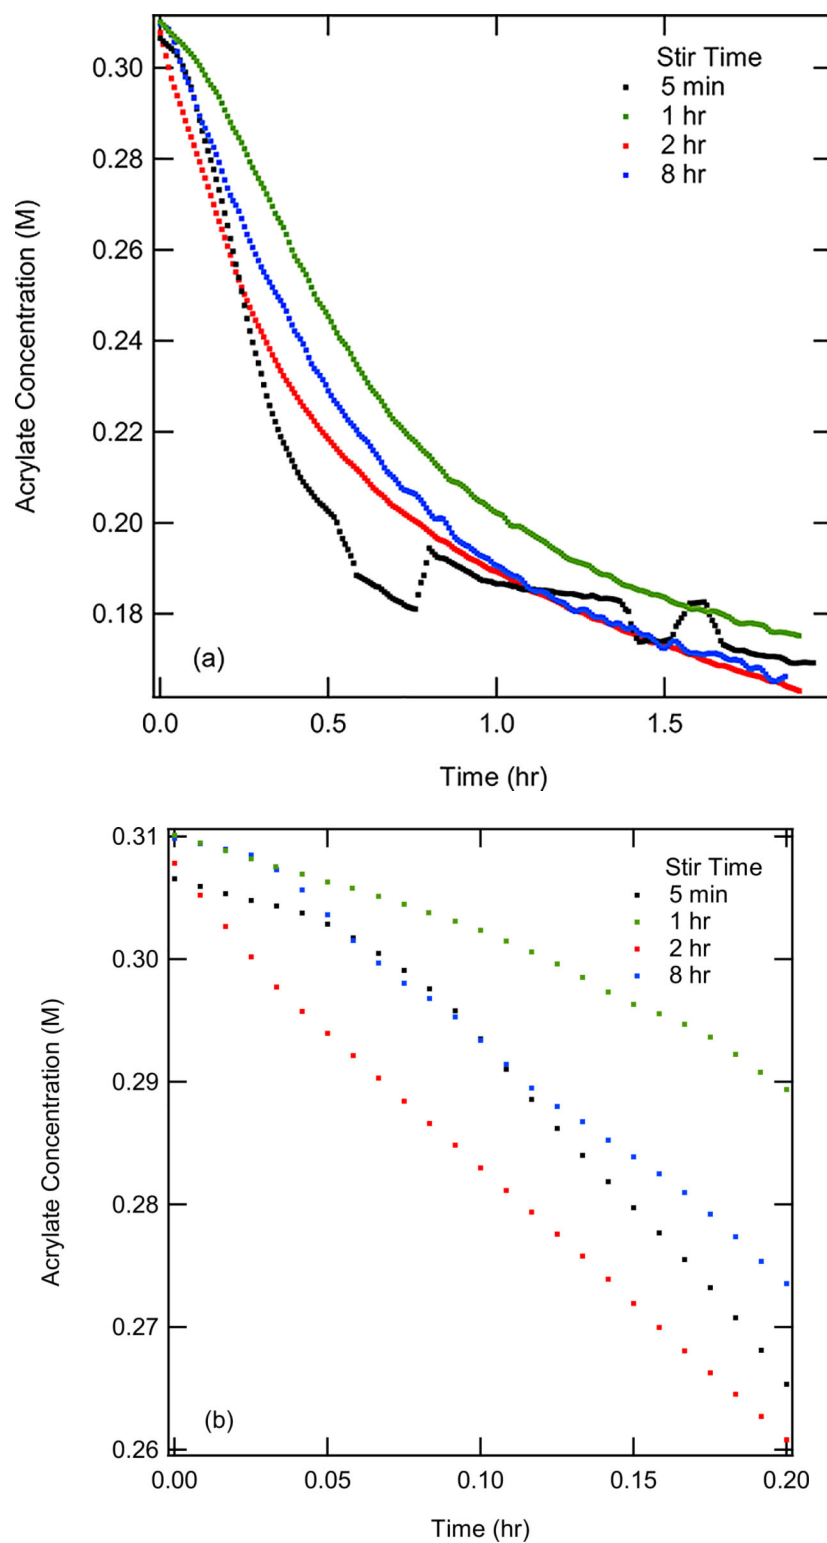 0.30
0.28
0.26
0.24
0.22
0.20
0.18
Acrylate Concentration (M)
Stir Time
5 min
1 hr
2 hr
8 hr
(a)
0.0
0.5
1.0
1.5
Time (hr)
0.31
0.30
0.29
0.28
0.27
0.26
Acrylate Concentration (M)
Stir Time
5 min
1 hr
2 hr
8 hr
(b)
0.00
0.05
0.10
0.15
0.20
Time (hr)